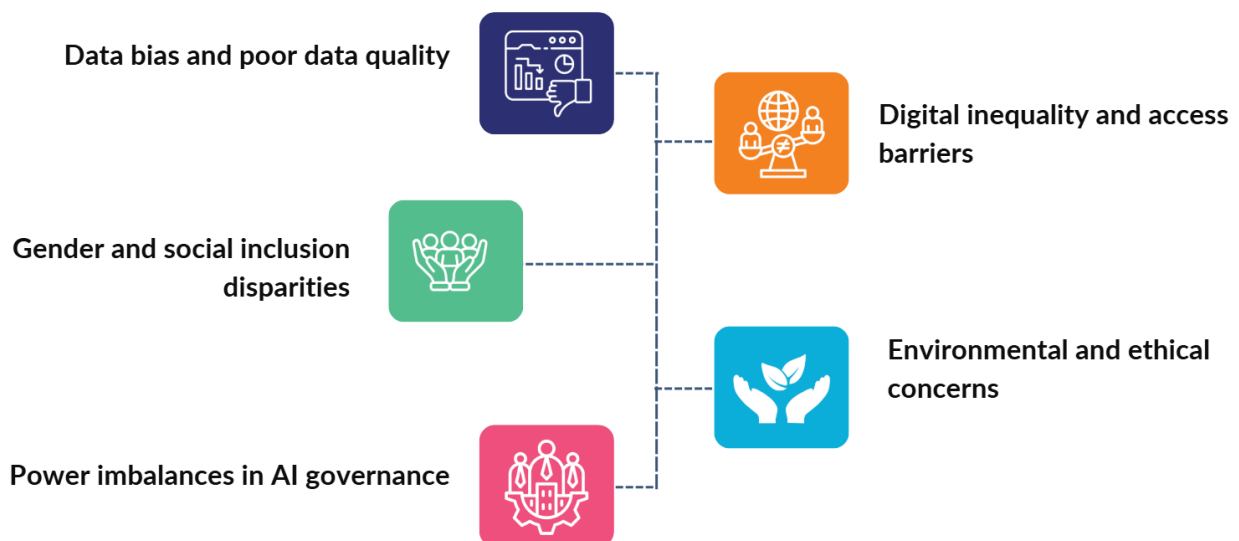 Data bias and poor data quality
Digital inequality and access
barriers
Gender and social inclusion
disparities
Environmental and ethical
concerns
Power imbalances in AI governance